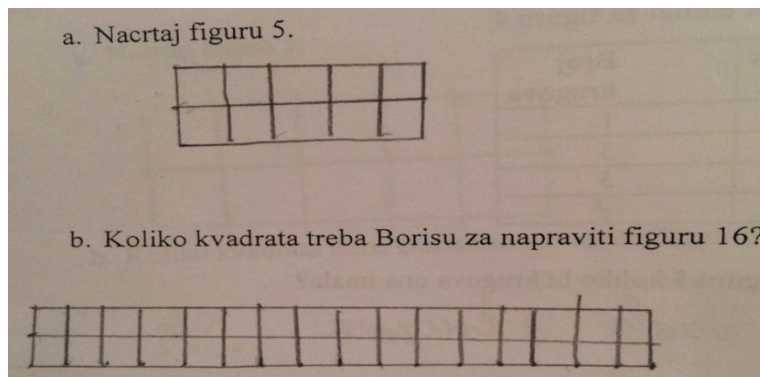 a. Nacrtaj figuru 5.
b. Koliko kvadrata treba Borisu za napraviti figuru 16?